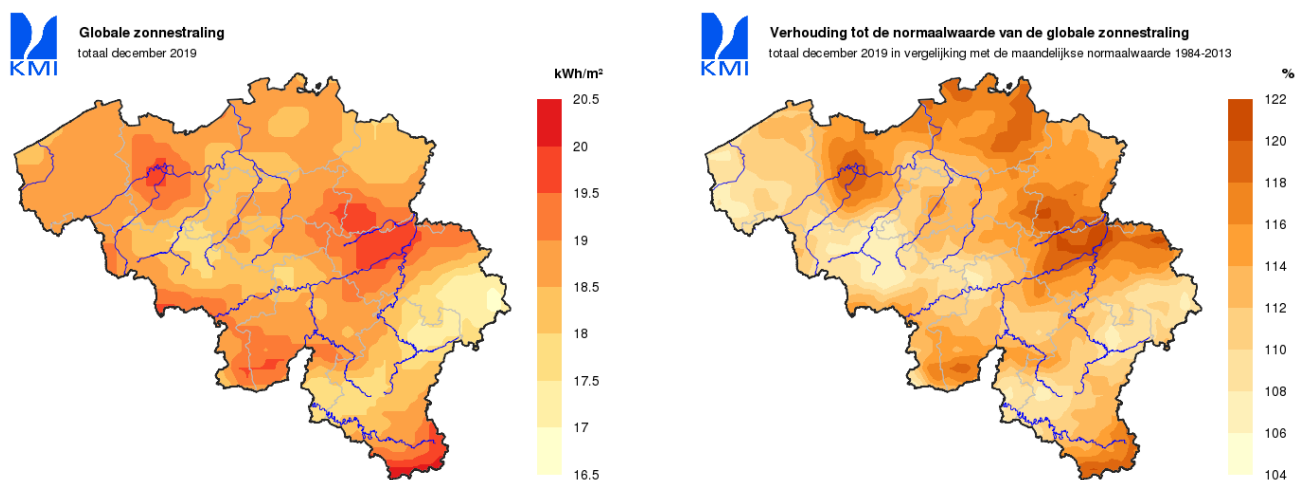 KMI
Globale zonnestraling
totaal december 2019
kWh/m²
20.5
20
19.5
19
18.5
18
17.5
17
16.5
KMI
Verhouding tot de normaalwaarde van de globale zonnestraling
totaal december 2019 in vergelijking met de maandelijkse normaalwaarde 1984-2013
%
122
120
118
116
114
112
110
108
106
104